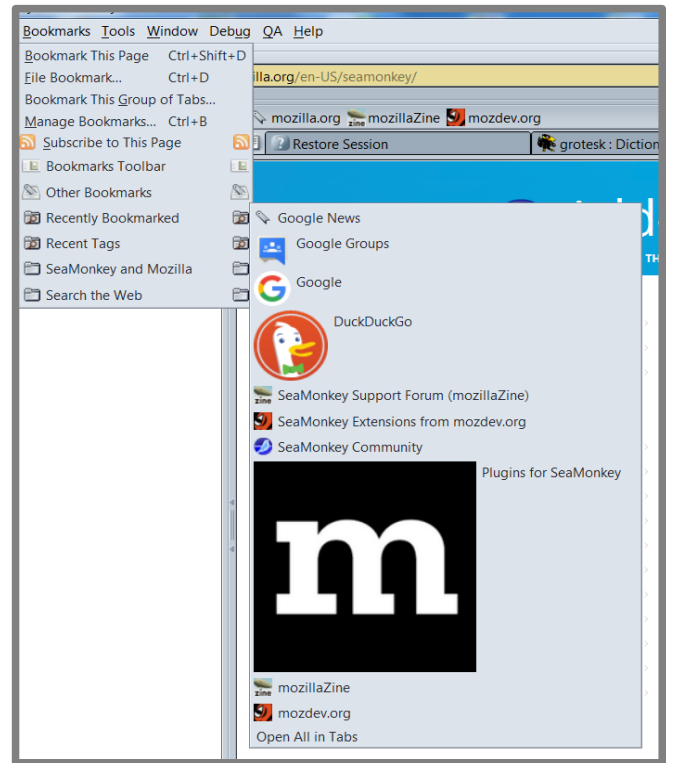 Bookmarks Tools Window Debug QA Help
Bookmark This Page Ctrl+Shift+D
File Bookmark... Ctrl+D
Bookmark This Group of Tabs...
Manage Bookmarks... Ctrl+B
Subscribe to This Page
Bookmarks Toolbar
Other Bookmarks
Recently Bookmarked
Recent Tags
SeaMonkey and Mozilla
Search the Web
illa.org/en-US/seamonkey/
mozilla.org mozillaZine mozdev.org
Restore Session grotesk : Diction
TH
Google News
Google Groups
Google
DuckDuckGo
SeaMonkey Support Forum (mozillaZine)
SeaMonkey Extensions from mozdev.org
SeaMonkey Community
m
Plugins for SeaMonkey
mozillaZine
mozdev.org
Open All in Tabs